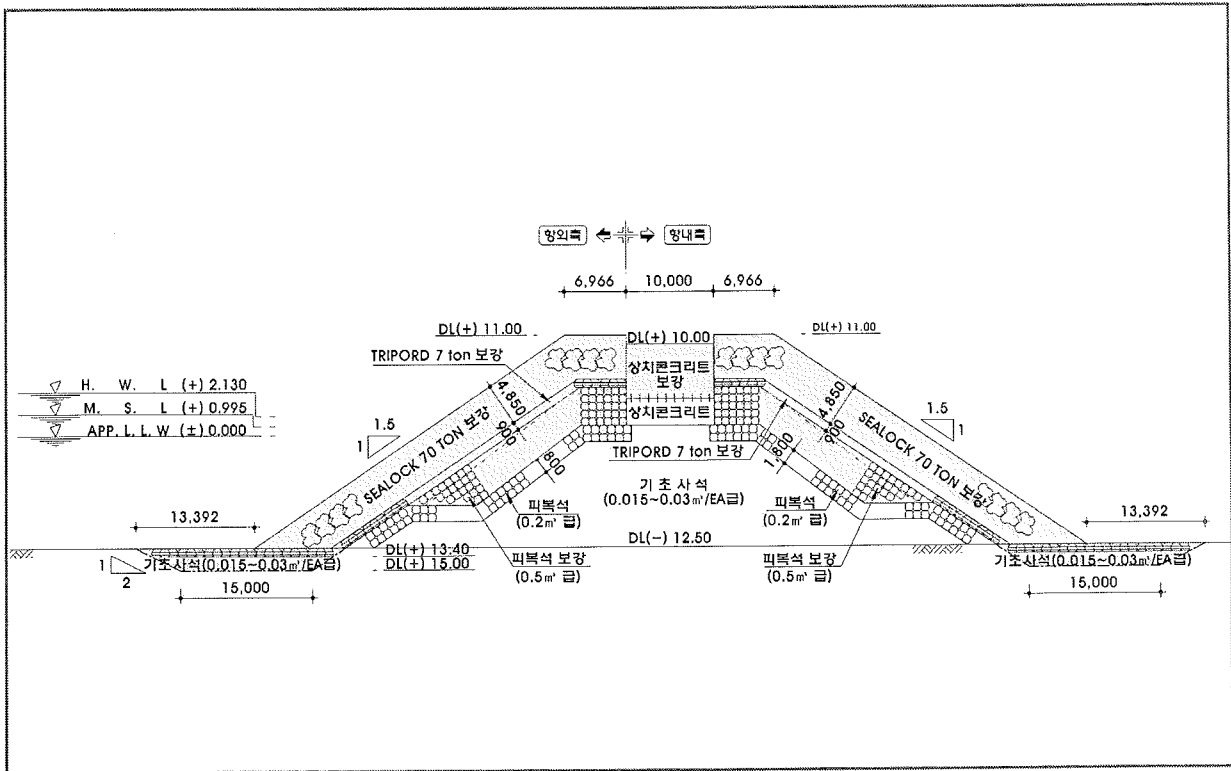 항외측 항내측
6,966 10,000 6,966
DL(+) 11.00 DL(+) 10.00 DL(+) 11.00
TRIPORD 7 ton 보강
상치콘크리트
보강
상치콘크리트
H. W. L (+) 2.130
M. S. L (+) 0.995
APP. L. L. W (±) 0.000
1.5
1
4,850
900
800
SEALOCK 70 TON 보강
4,850
900
1,800
SEALOCK 70 TON 보강
1.5
1
TRIPORD 7 ton 보강
기 초 사 석
(0.015~0.03㎥/EA급)
피복석
(0.2㎥ 급)
피복석
(0.2㎥ 급)
13,392 13,392
DL(-) 12.50
DL(+) 13.40
DL(+) 15.00
피복석 보강
(0.5㎥ 급)
피복석 보강
(0.5㎥ 급)
1
2
기초사석(0.015~0.03㎥/EA급) 기초사석(0.015~0.03㎥/EA급)
15,000 15,000